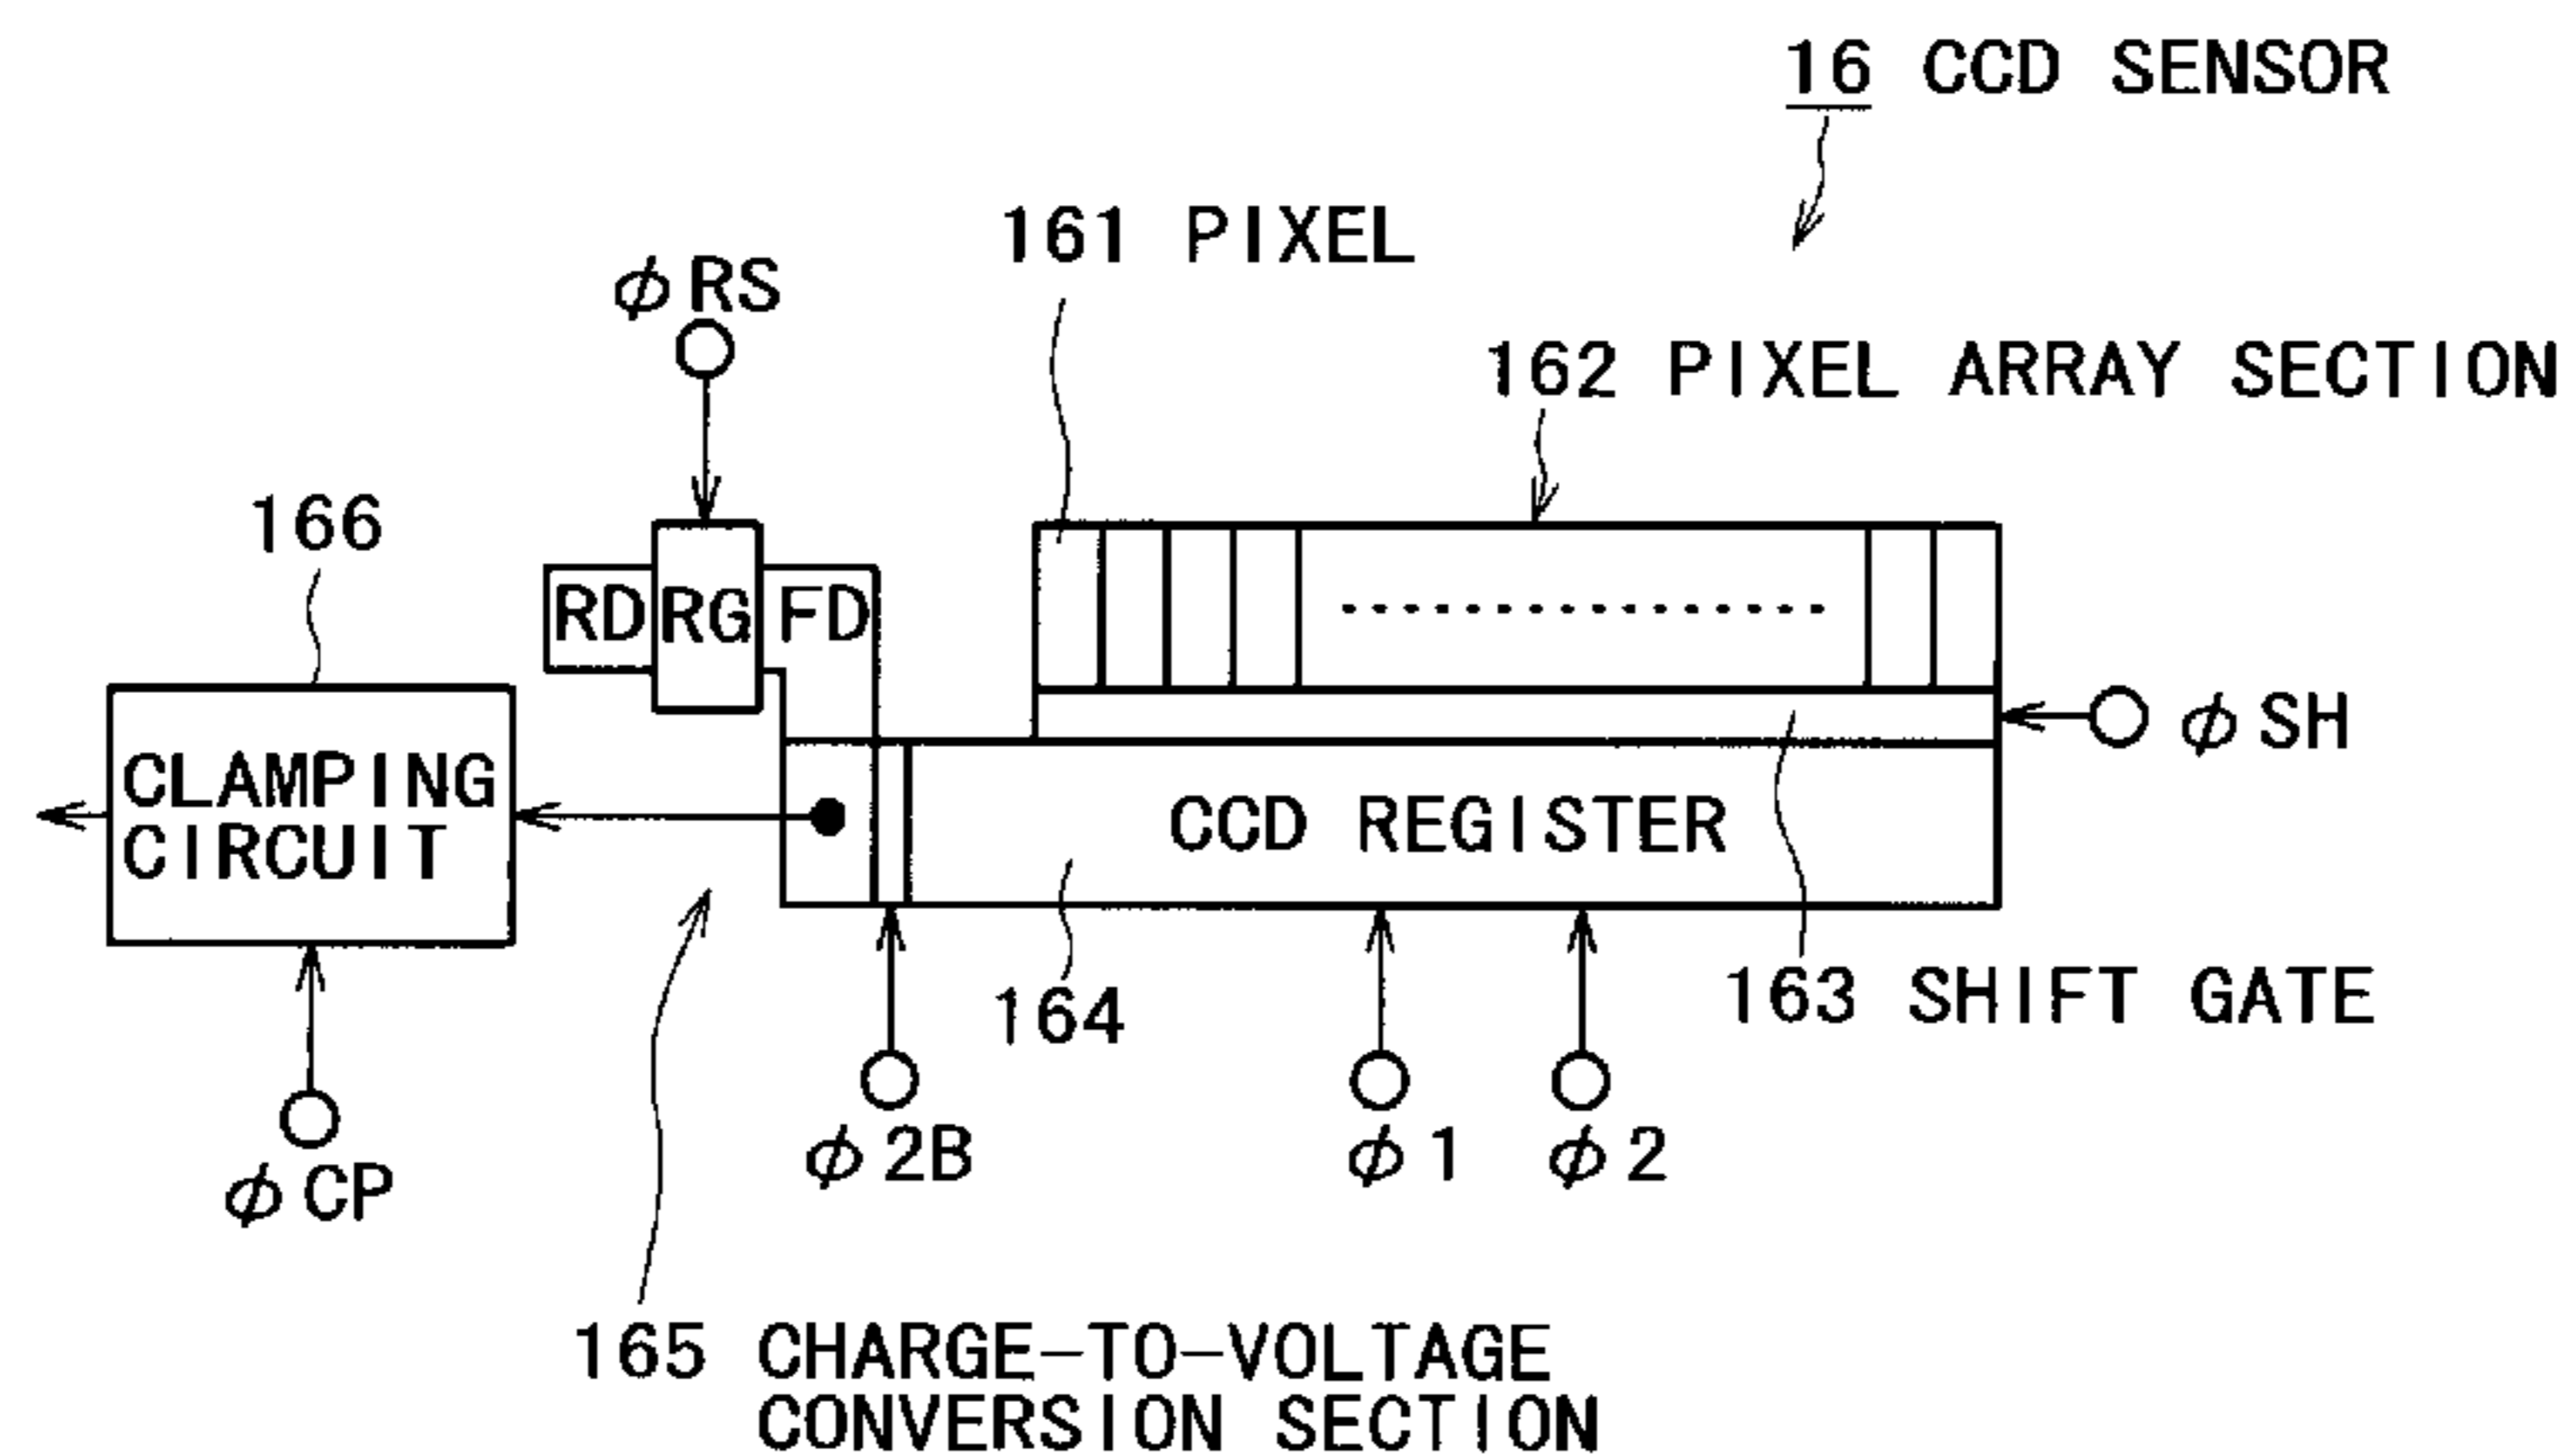 16 CCD SENSOR
161 PIXEL
φRS
162 PIXEL ARRAY SECTION
166
RD
RG
FD
φSH
CLAMPING
CIRCUIT
CCD REGISTER
164
163 SHIFT GATE
φCP
φ2B
φ1
φ2
165 CHARGE-TO-VOLTAGE
CONVERSION SECTION